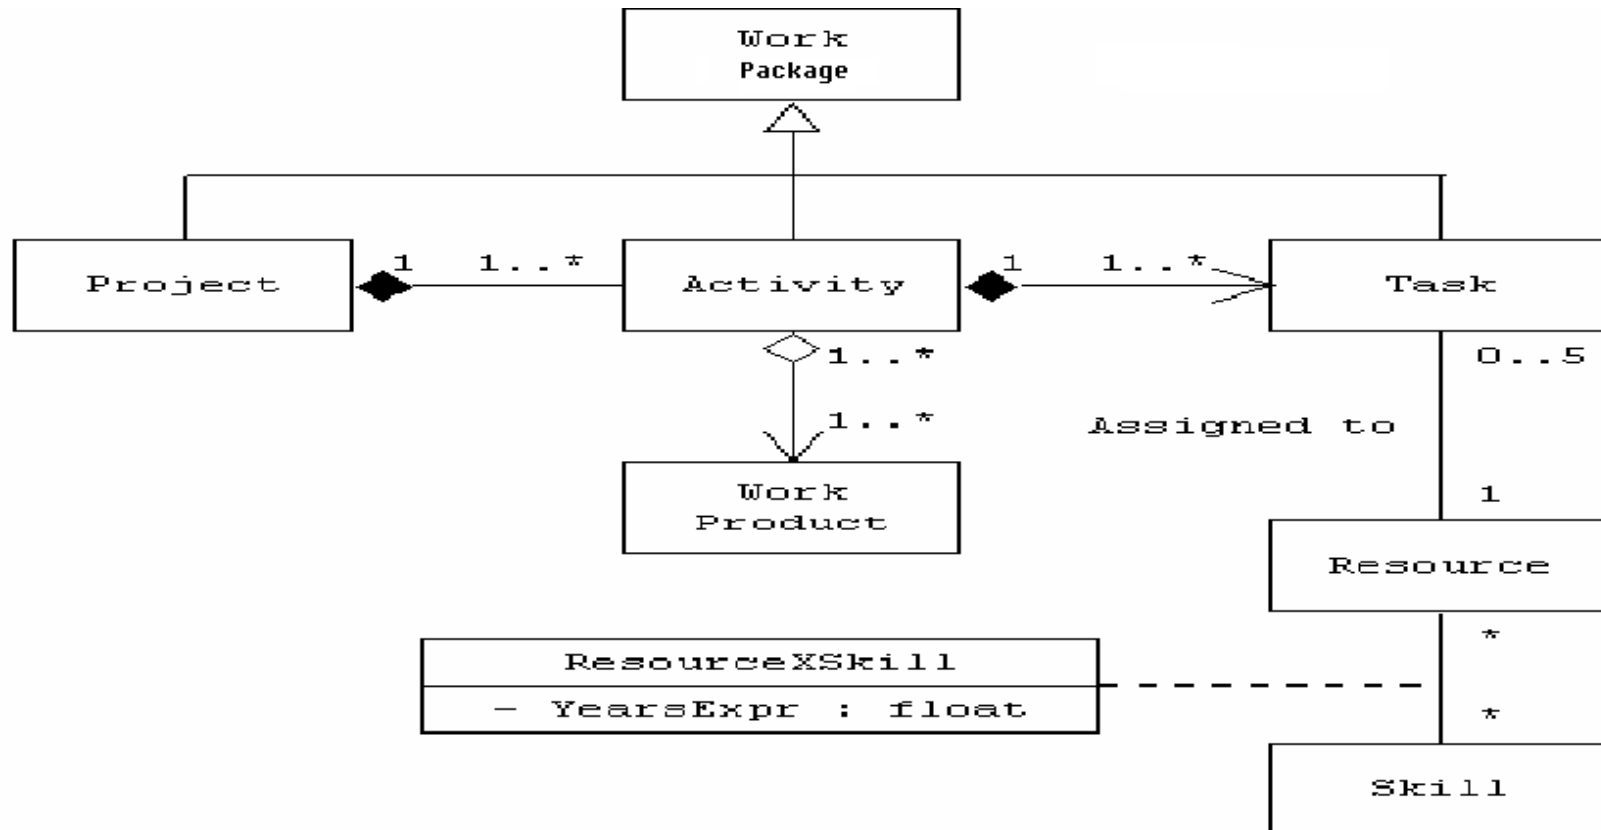 Work
Package
Project
1
1..*
Activity
1
1..*
Task
1..*
0..5
1..*
Assigned to
Work
Product
1
Resource
*
ResourceXSkill
- YearsExpr : float
*
Skill